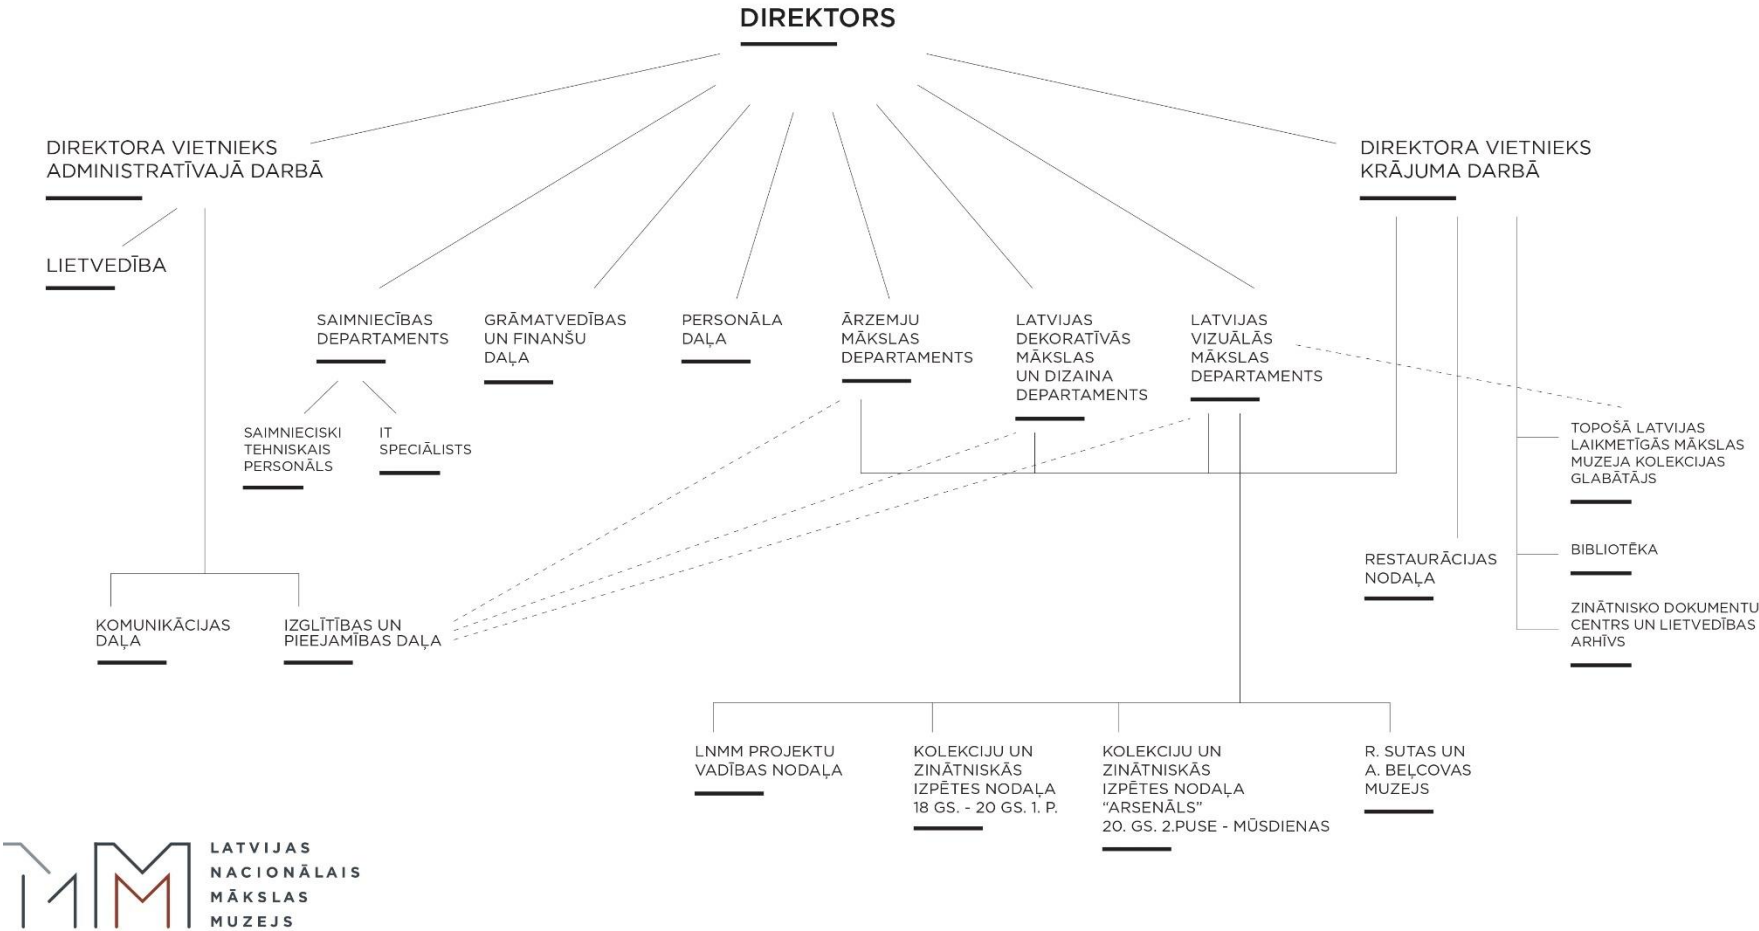 DIREKTORS
DIREKTORA VIETNIEKS
ADMINISTRATĪVAJĀ DARBĀ
DIREKTORA VIETNIEKS
KRĀJUMA DARBĀ
LIETVEDĪBA
SAIMNIECĪBAS
DEPARTAMENTS
GRĀMATVEDĪBAS
UN FINANŠU
DAĻA
PERSONĀLA
DAĻA
ĀRZEMJU
MĀKSLAS
DEPARTAMENTS
LATVIJAS
DEKORATĪVĀS
MĀKSLAS
UN DIZAINA
DEPARTAMENTS
LATVIJAS
VIZUĀLĀS
MĀKSLAS
DEPARTAMENTS
SAIMNIECISKI
TEHNISKAIS
PERSONĀLS
IT
SPECIĀLISTS
TOPOŠĀ LATVIJAS
LAIKMETĪGĀS MĀKSLAS
MUZEJA KOLEKCIJAS
GLABĀTĀJS
RESTAURĀCIJAS
NODAĻA
BIBLIOTĒKA
ZINĀTNISKO DOKUMENTU
CENTRS UN LIETVEDĪBAS
ARHĪVS
KOMUNIKĀCIJAS
DAĻA
IZGLĪTĪBAS UN
PIEEJAMĪBAS DAĻA
LNMM PROJEKTU
VADĪBAS NODAĻA
KOLEKCIJU UN
ZINĀTNISKĀS
IZPĒTES NODAĻA
18 GS. - 20 GS. 1. P.
KOLEKCIJU UN
ZINĀTNISKĀS
IZPĒTES NODAĻA
“ARSENĀLS”
20. GS. 2.PUSE - MŪSDIENAS
R. SUTAS UN
A. BEĻCOVAS
MUZEJS
LATVIJAS
NACIONĀLAIS
MĀKSLAS
MUZEJS